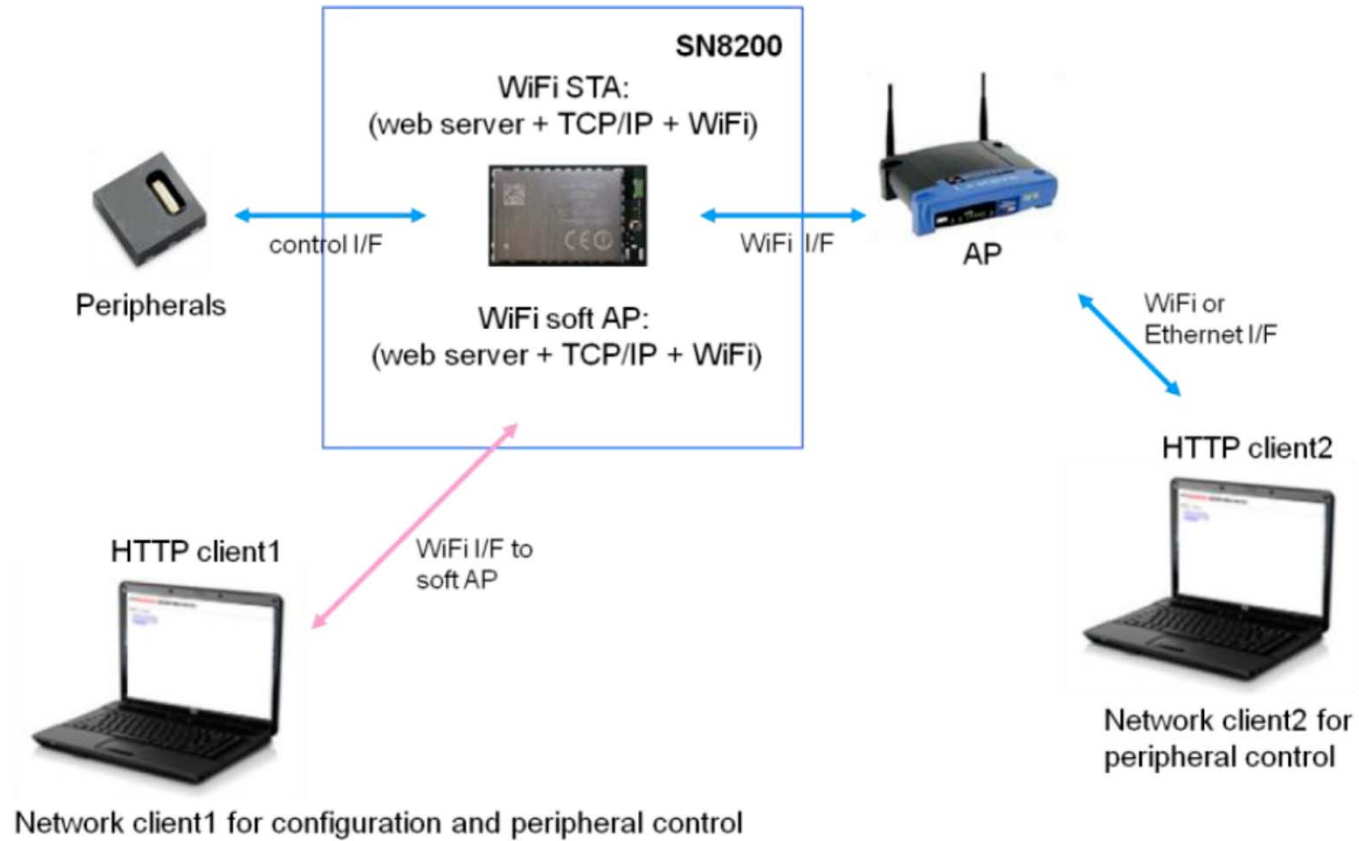 SN8200
WiFi STA:
(web server + TCP/IP + WiFi)
control I/F
WiFi I/F
AP
Peripherals
WiFi soft AP:
(web server + TCP/IP + WiFi)
WiFi or
Ethernet I/F
HTTP client2
HTTP client1
WiFi I/F to
soft AP
Network client2 for
peripheral control
Network client1 for configuration and peripheral control